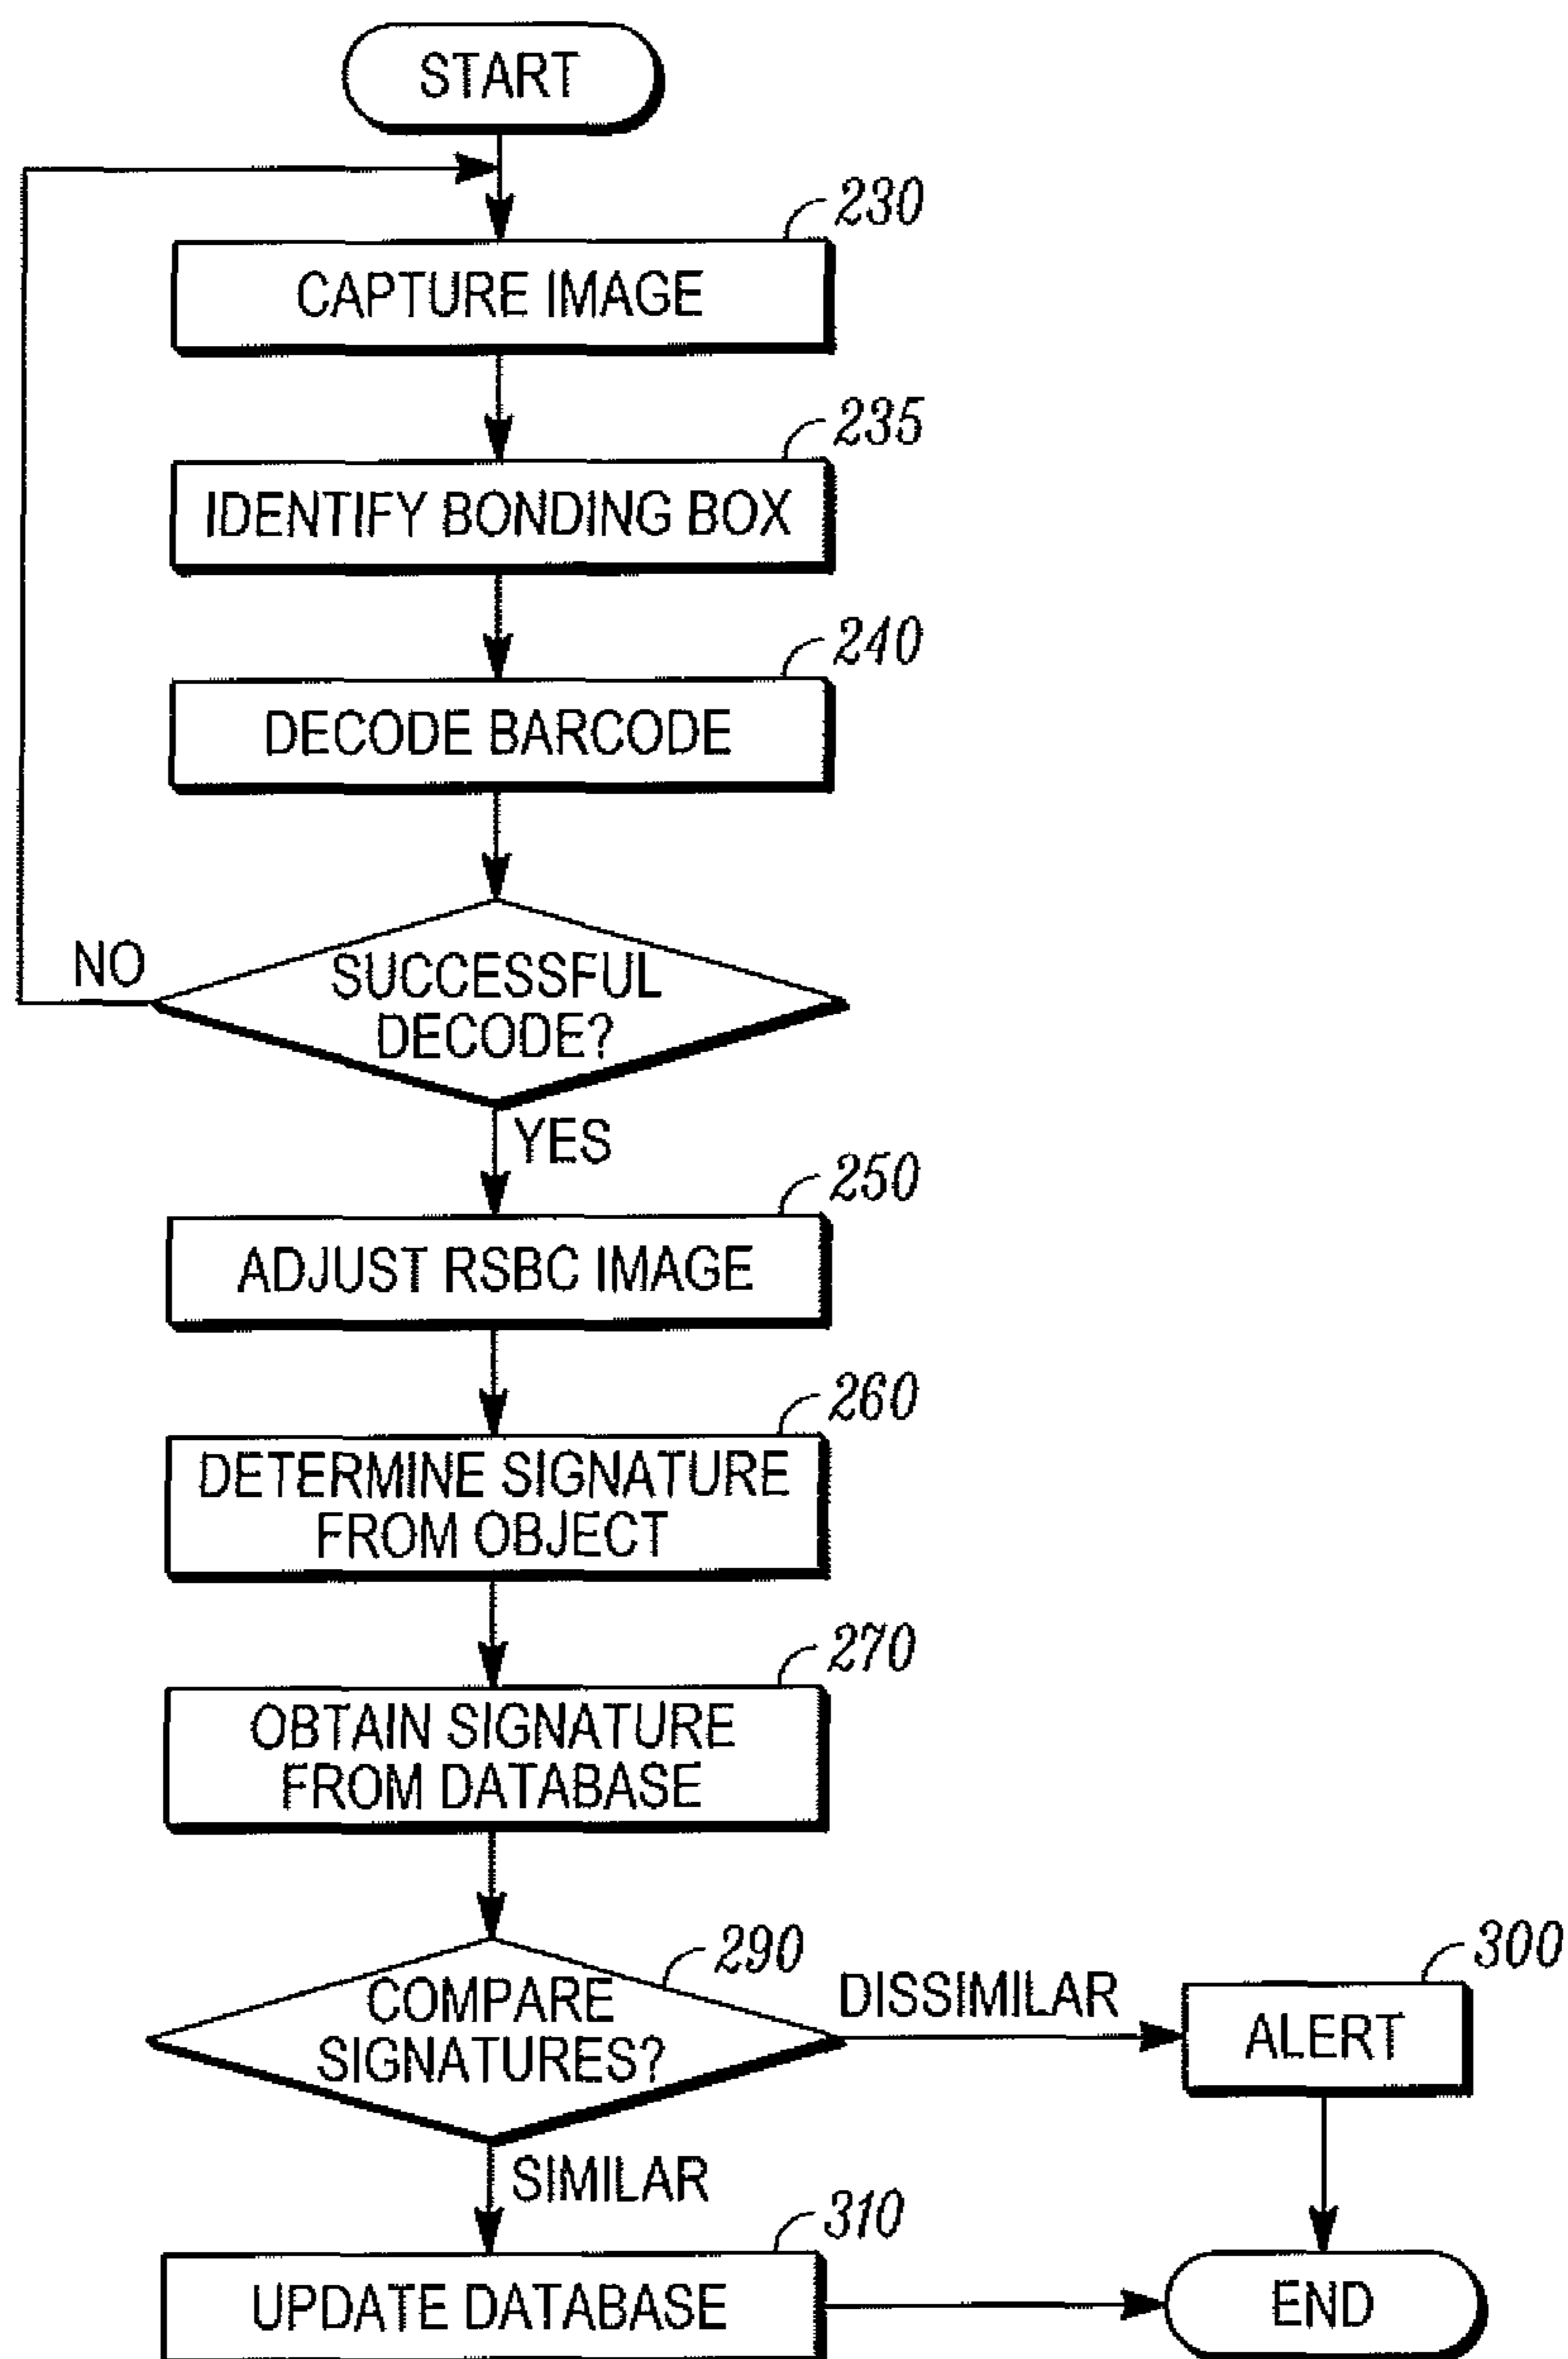 START
230
CAPTURE IMAGE
235
IDENTIFY BONDING BOX
240
DECODE BARCODE
NO
SUCCESSFUL
DECODE?
YES
250
ADJUST RSBC IMAGE
260
DETERMINE SIGNATURE
FROM OBJECT
270
OBTAIN SIGNATURE
FROM DATABASE
290
COMPARE
SIGNATURES?
DISSIMILAR
300
ALERT
SIMILAR
310
UPDATE DATABASE
END